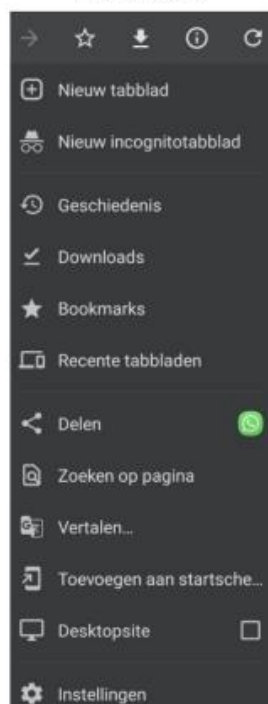 Nieuw tabblad
Nieuw incognitotabblad
Geschiedenis
Downloads
Bookmarks
Recente tabbladen
Delen
Zoeken op pagina
Vertalen...
Toevoegen aan startsche...
Desktopsite
Instellingen